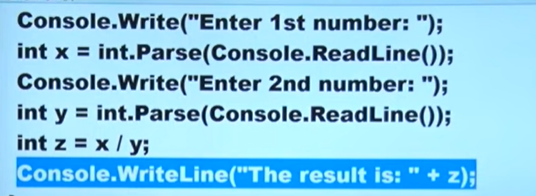 Console.Write("Enter 1st number: ");
int x = int.Parse(Console.ReadLine());
Console.Write("Enter 2nd number: ");
int y = int.Parse(Console.ReadLine());
int z = x / y;
Console.WriteLine("The result is: " + z);